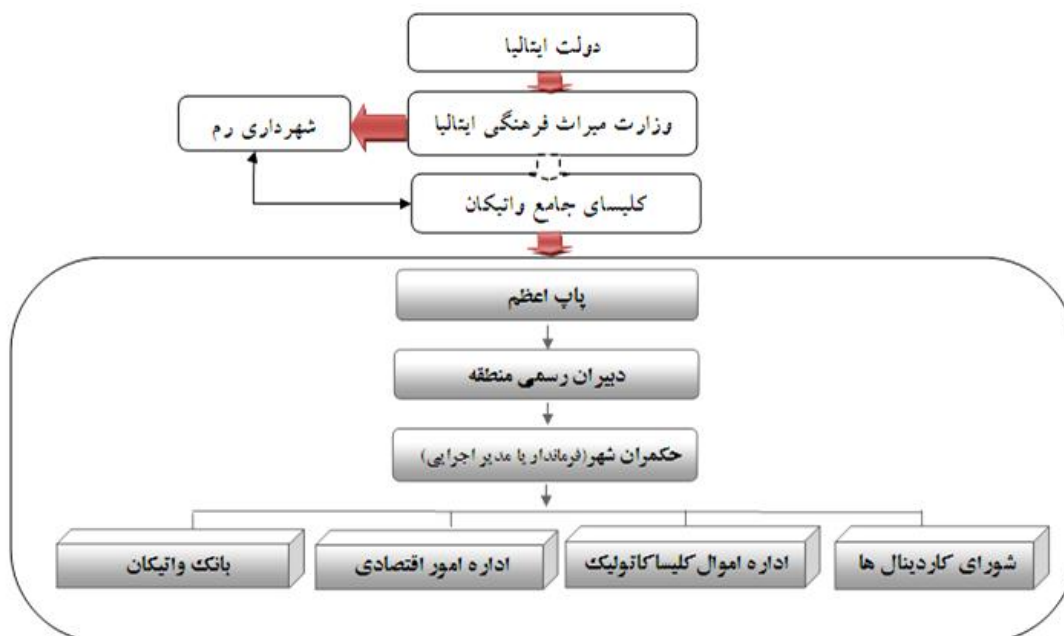 دولت ایتالیا
وزارت میراث فرهنگی ایتالیا
شهرداری رم
کلیسای جامع واتیکان
پاپ اعظم
دبیران رسمی منطقه
حکمران شهر(فرماندار یا مدیر اجرایی)
شورای کاردینال ها
اداره اموال کلیسا کاتولیک
اداره امور اقتصادی
بانک واتیکان